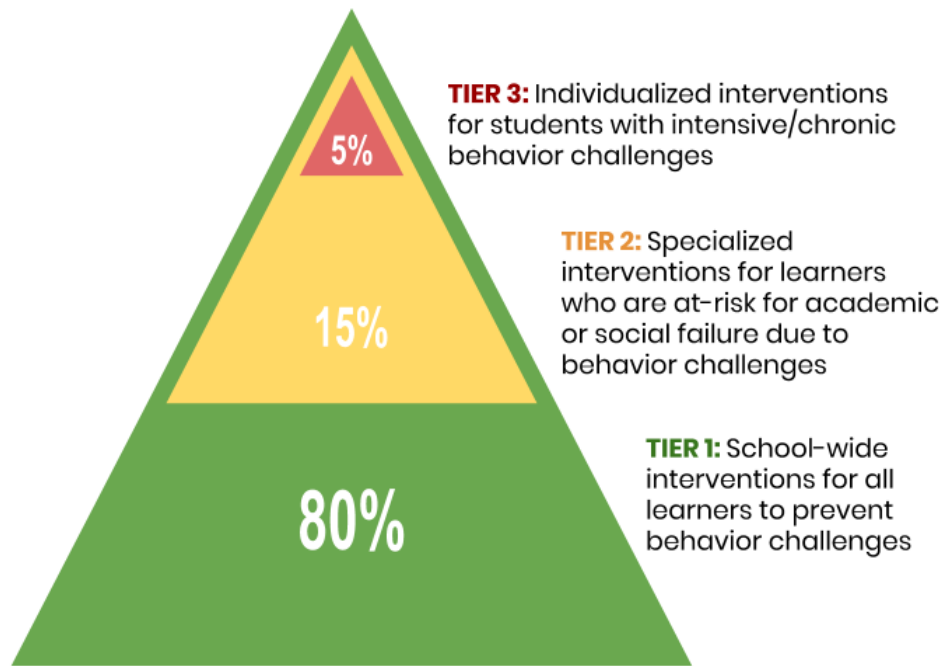 TIER 3: Individualized interventions
for students with intensive/chronic
behavior challenges
5%
TIER 2: Specialized
interventions for learners
who are at-risk for academic
or social failure due to
behavior challenges
15%
TIER 1: School-wide
interventions for all
learners to prevent
behavior challenges
80%